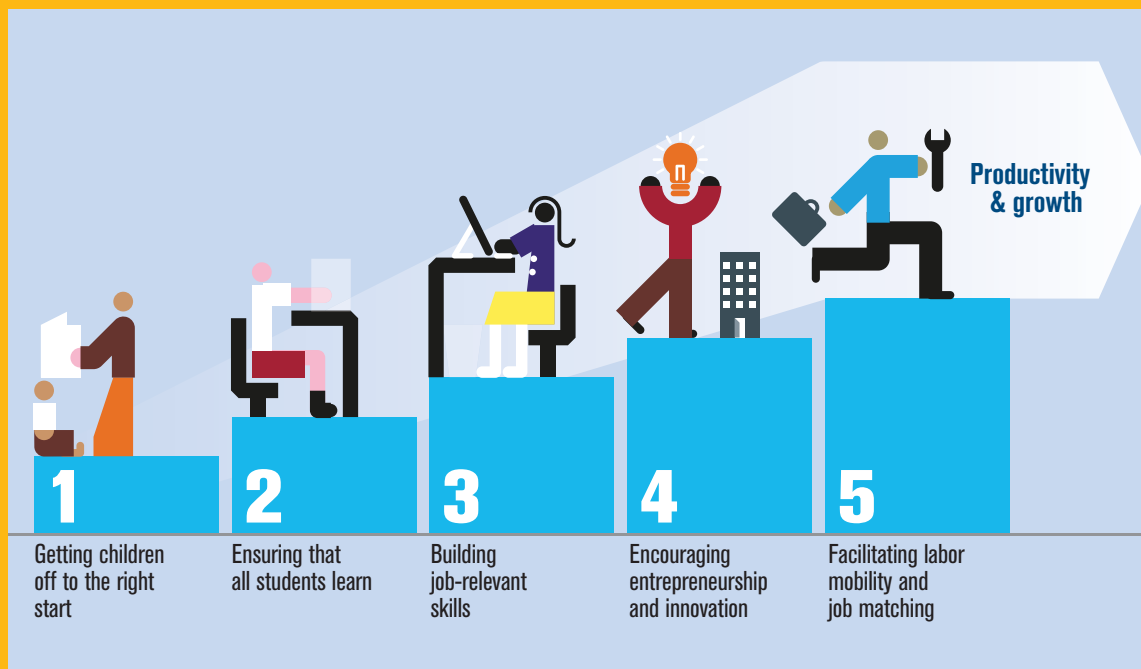 Productivity
& growth
1
Getting children
off to the right
start
2
Ensuring that
all students learn
3
Building
job-relevant
skills
4
Encouraging
entrepreneurship
and innovation
5
Facilitating labor
mobility and
job matching